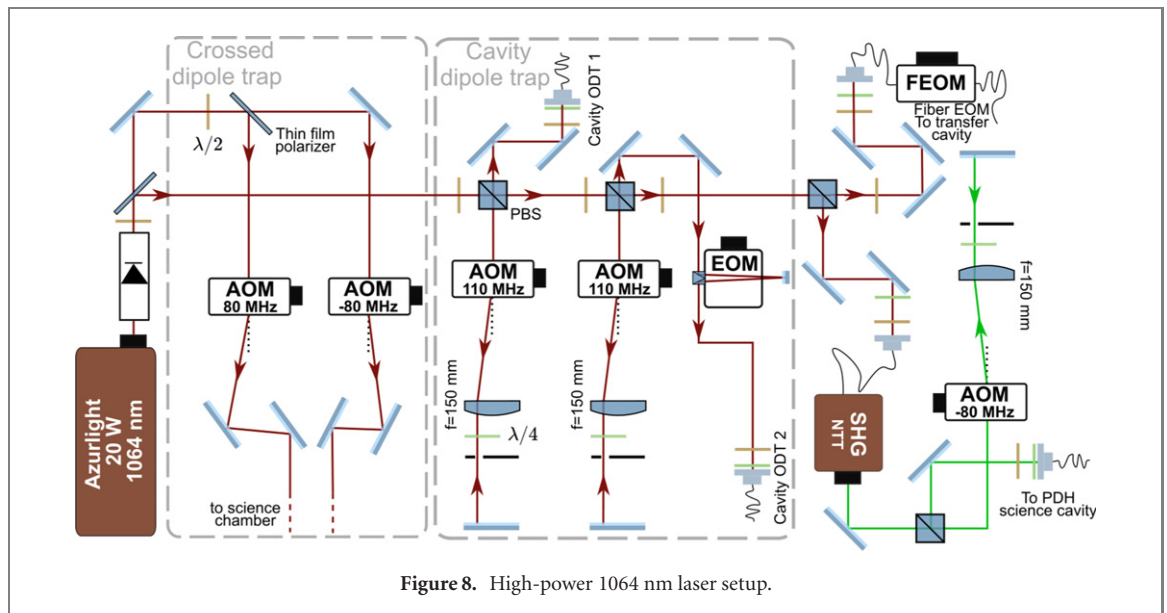 Crossed
dipole trap
Cavity
dipole trap
Cavity ODT 1
FEOM
Fiber EOM
To transfer
cavity
Thin film
polarizer
λ/2
PBS
AOM
80 MHz
AOM
-80 MHz
AOM
110 MHz
AOM
110 MHz
EOM
f=150 mm
Azurlight
20 W
1064 nm
f=150 mm
λ/4
f=150 mm
AOM
-80 MHz
SHG
NTT
to science
chamber
Cavity ODT 2
To PDH
science cavity
Figure 8. High-power 1064 nm laser setup.